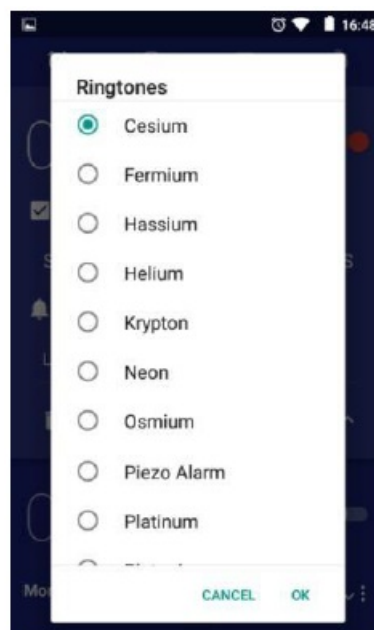 16:48
Ringtones
Cesium
Fermium
Hassium
Helium
Krypton
Neon
Osmium
Piezo Alarm
Platinum
CANCEL OK